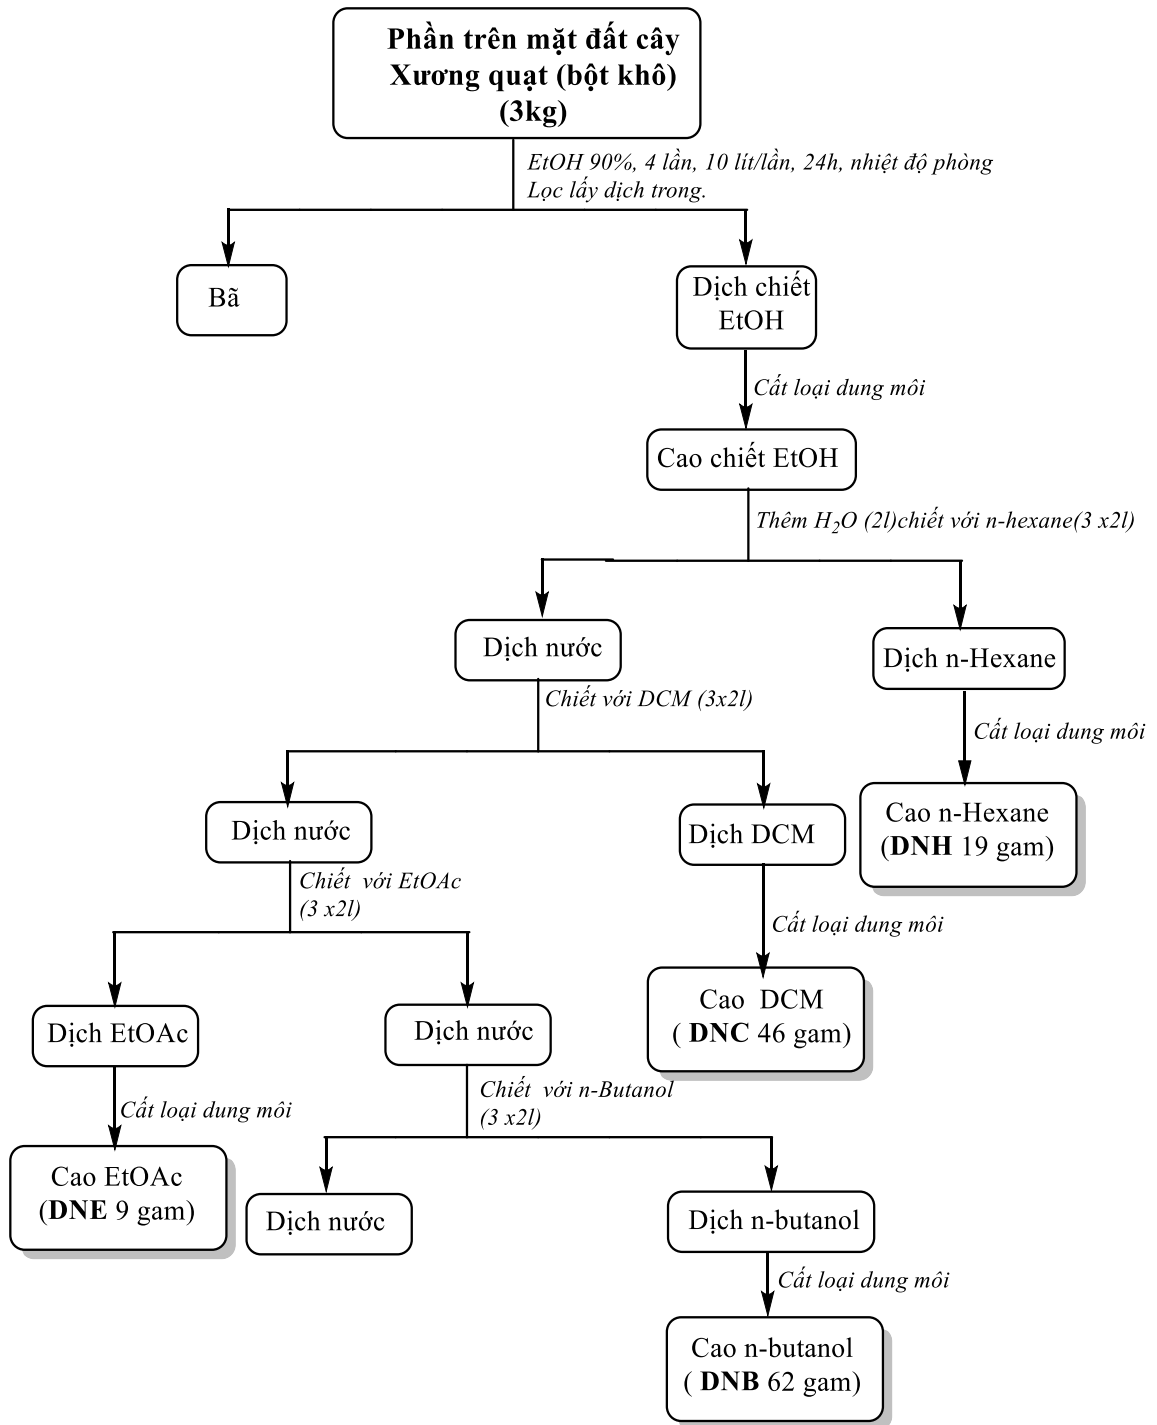 Phần trên mặt đất cây
Xương quạt (bột khô)
(3kg)
EtOH 90%, 4 lần, 10 lít/lần, 24h, nhiệt độ phòng
Lọc lấy dịch trong.
Bã
Dịch chiết
EtOH
Cất loại dung môi
Cao chiết EtOH
Thêm H₂O (2l)chiết với n-hexane(3 x2l)
Dịch nước
Dịch n-Hexane
Chiết với DCM (3x2l)
Cất loại dung môi
Dịch nước
Dịch DCM
Cao n-Hexane
(DNH 19 gam)
Chiết  với EtOAc
(3 x2l)
Cất loại dung môi
Dịch EtOAc
Dịch nước
Cao  DCM
( DNC 46 gam)
Cất loại dung môi
Chiết  với n-Butanol
(3 x2l)
Cao EtOAc
(DNE 9 gam)
Dịch nước
Dịch n-butanol
Cất loại dung môi
Cao n-butanol
( DNB 62 gam)